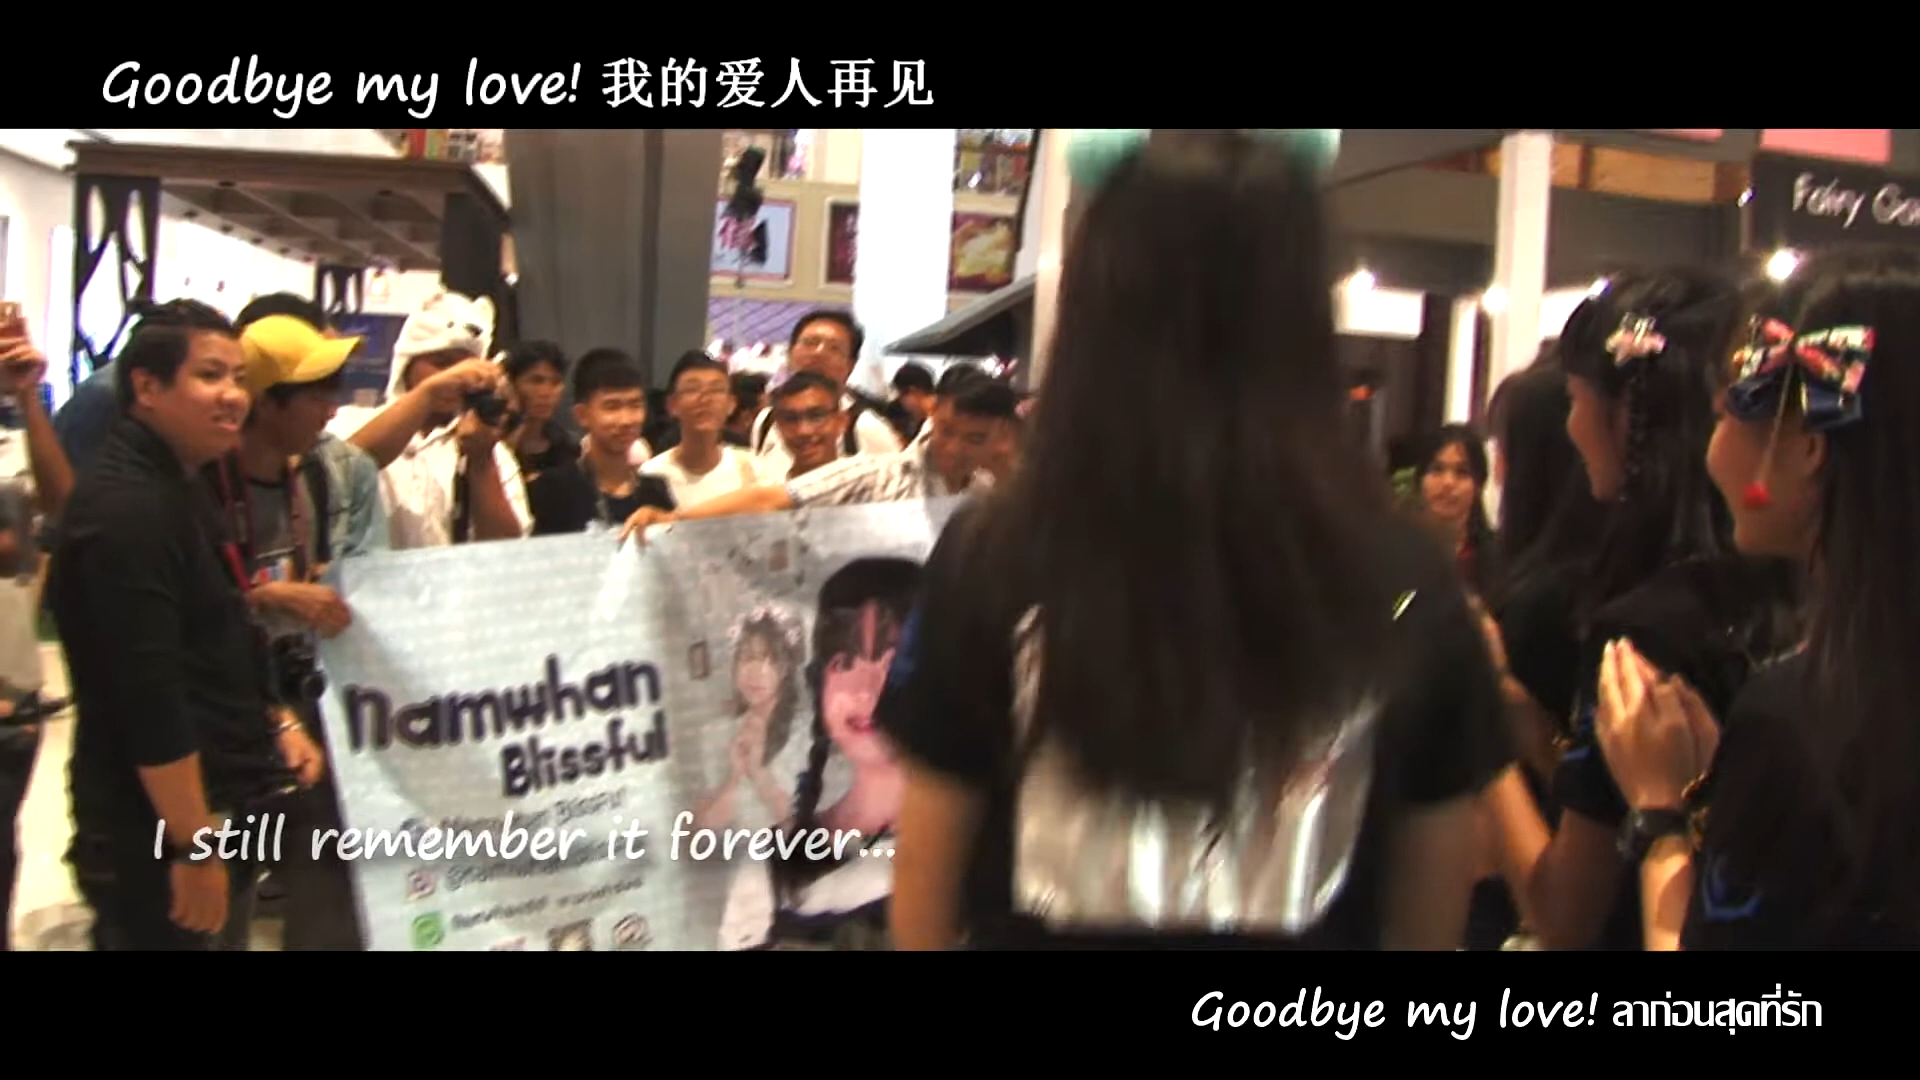 Goodbye my love! 我的爱人再见
Fairy
Namwhan
Blissful
I still remember it forever...
Goodbye my love! ลาก่อนสุดที่รัก